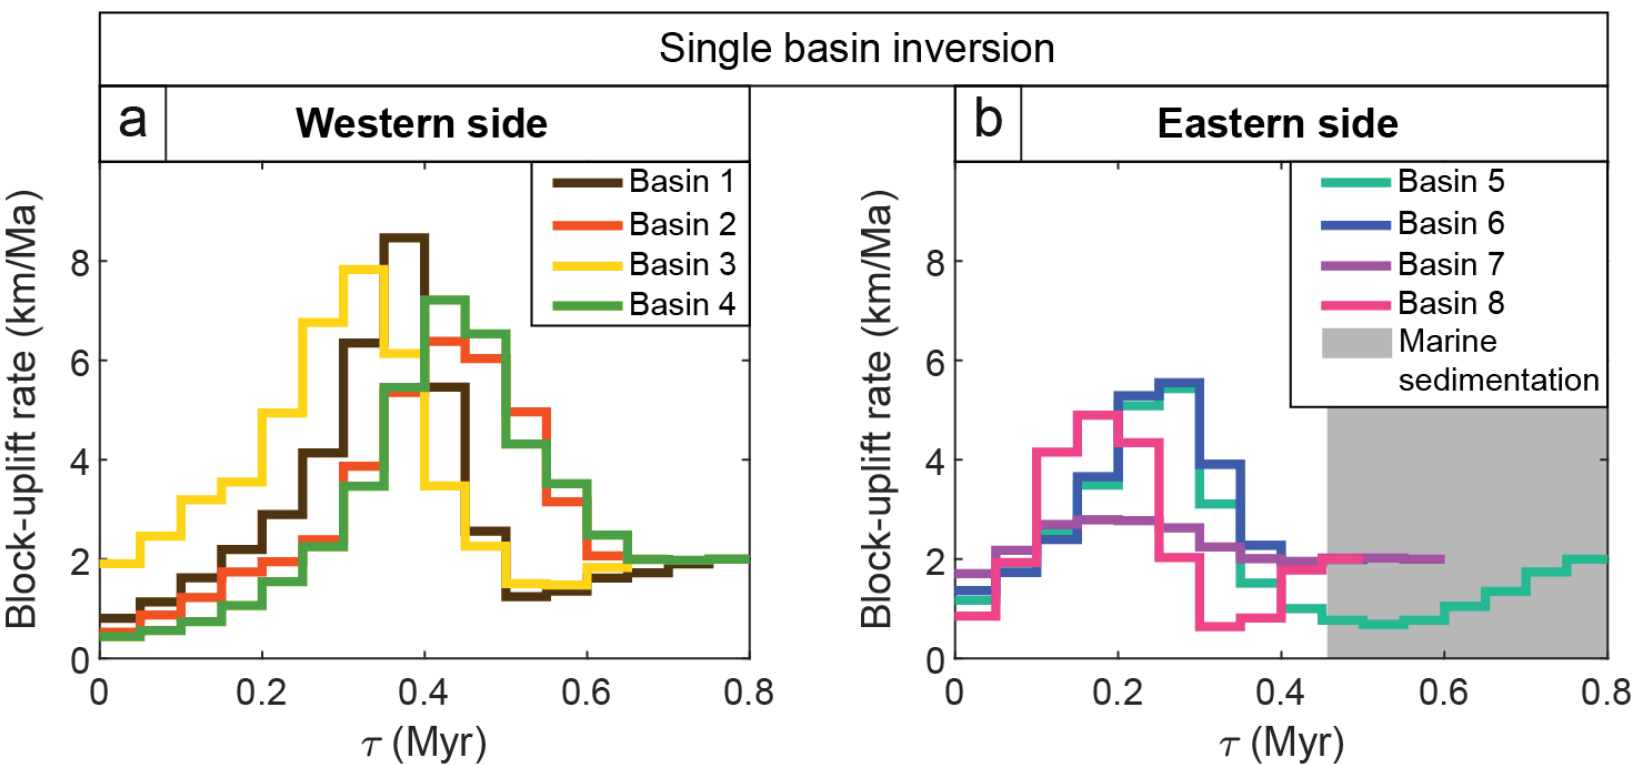 Single basin inversion
a
Western side
Basin 1
Basin 2
Basin 3
Basin 4
Block-uplift rate (km/Ma)
8
6
4
2
0
0 0.2 0.4 0.6 0.8
τ (Myr)
b
Eastern side
Basin 5
Basin 6
Basin 7
Basin 8
Marine
sedimentation
Block-uplift rate (km/Ma)
8
6
4
2
0
0 0.2 0.4 0.6 0.8
τ (Myr)